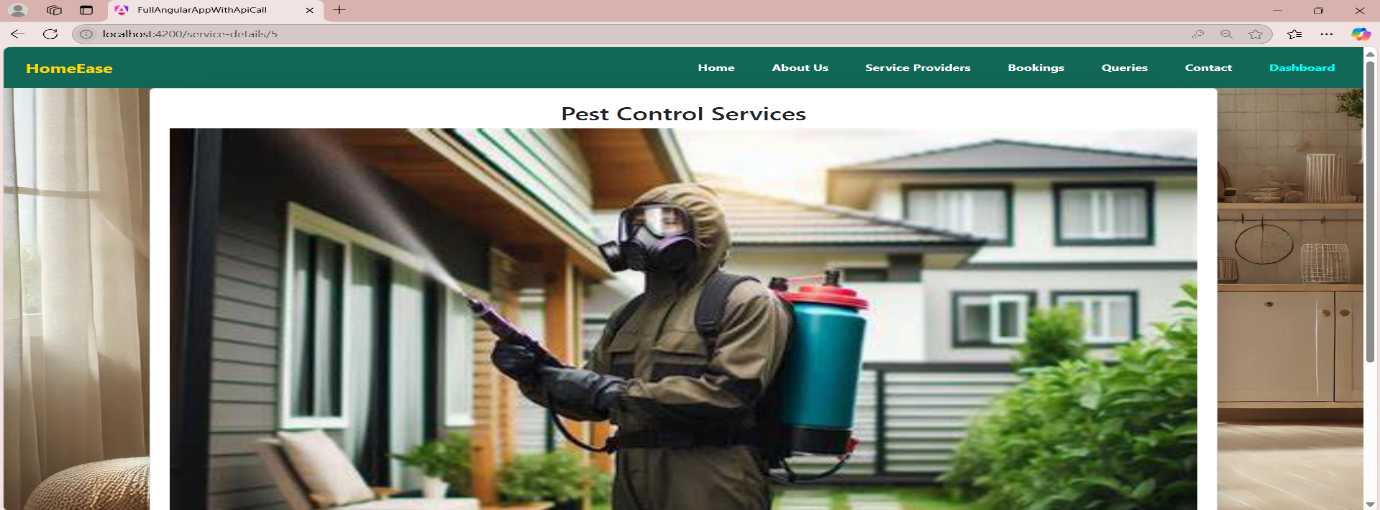 FullAngularAppWithApiCall
localhost:4200/service-details/5
HomeEase
Home About Us Service Providers Bookings Queries Contact Dashboard
Pest Control Services